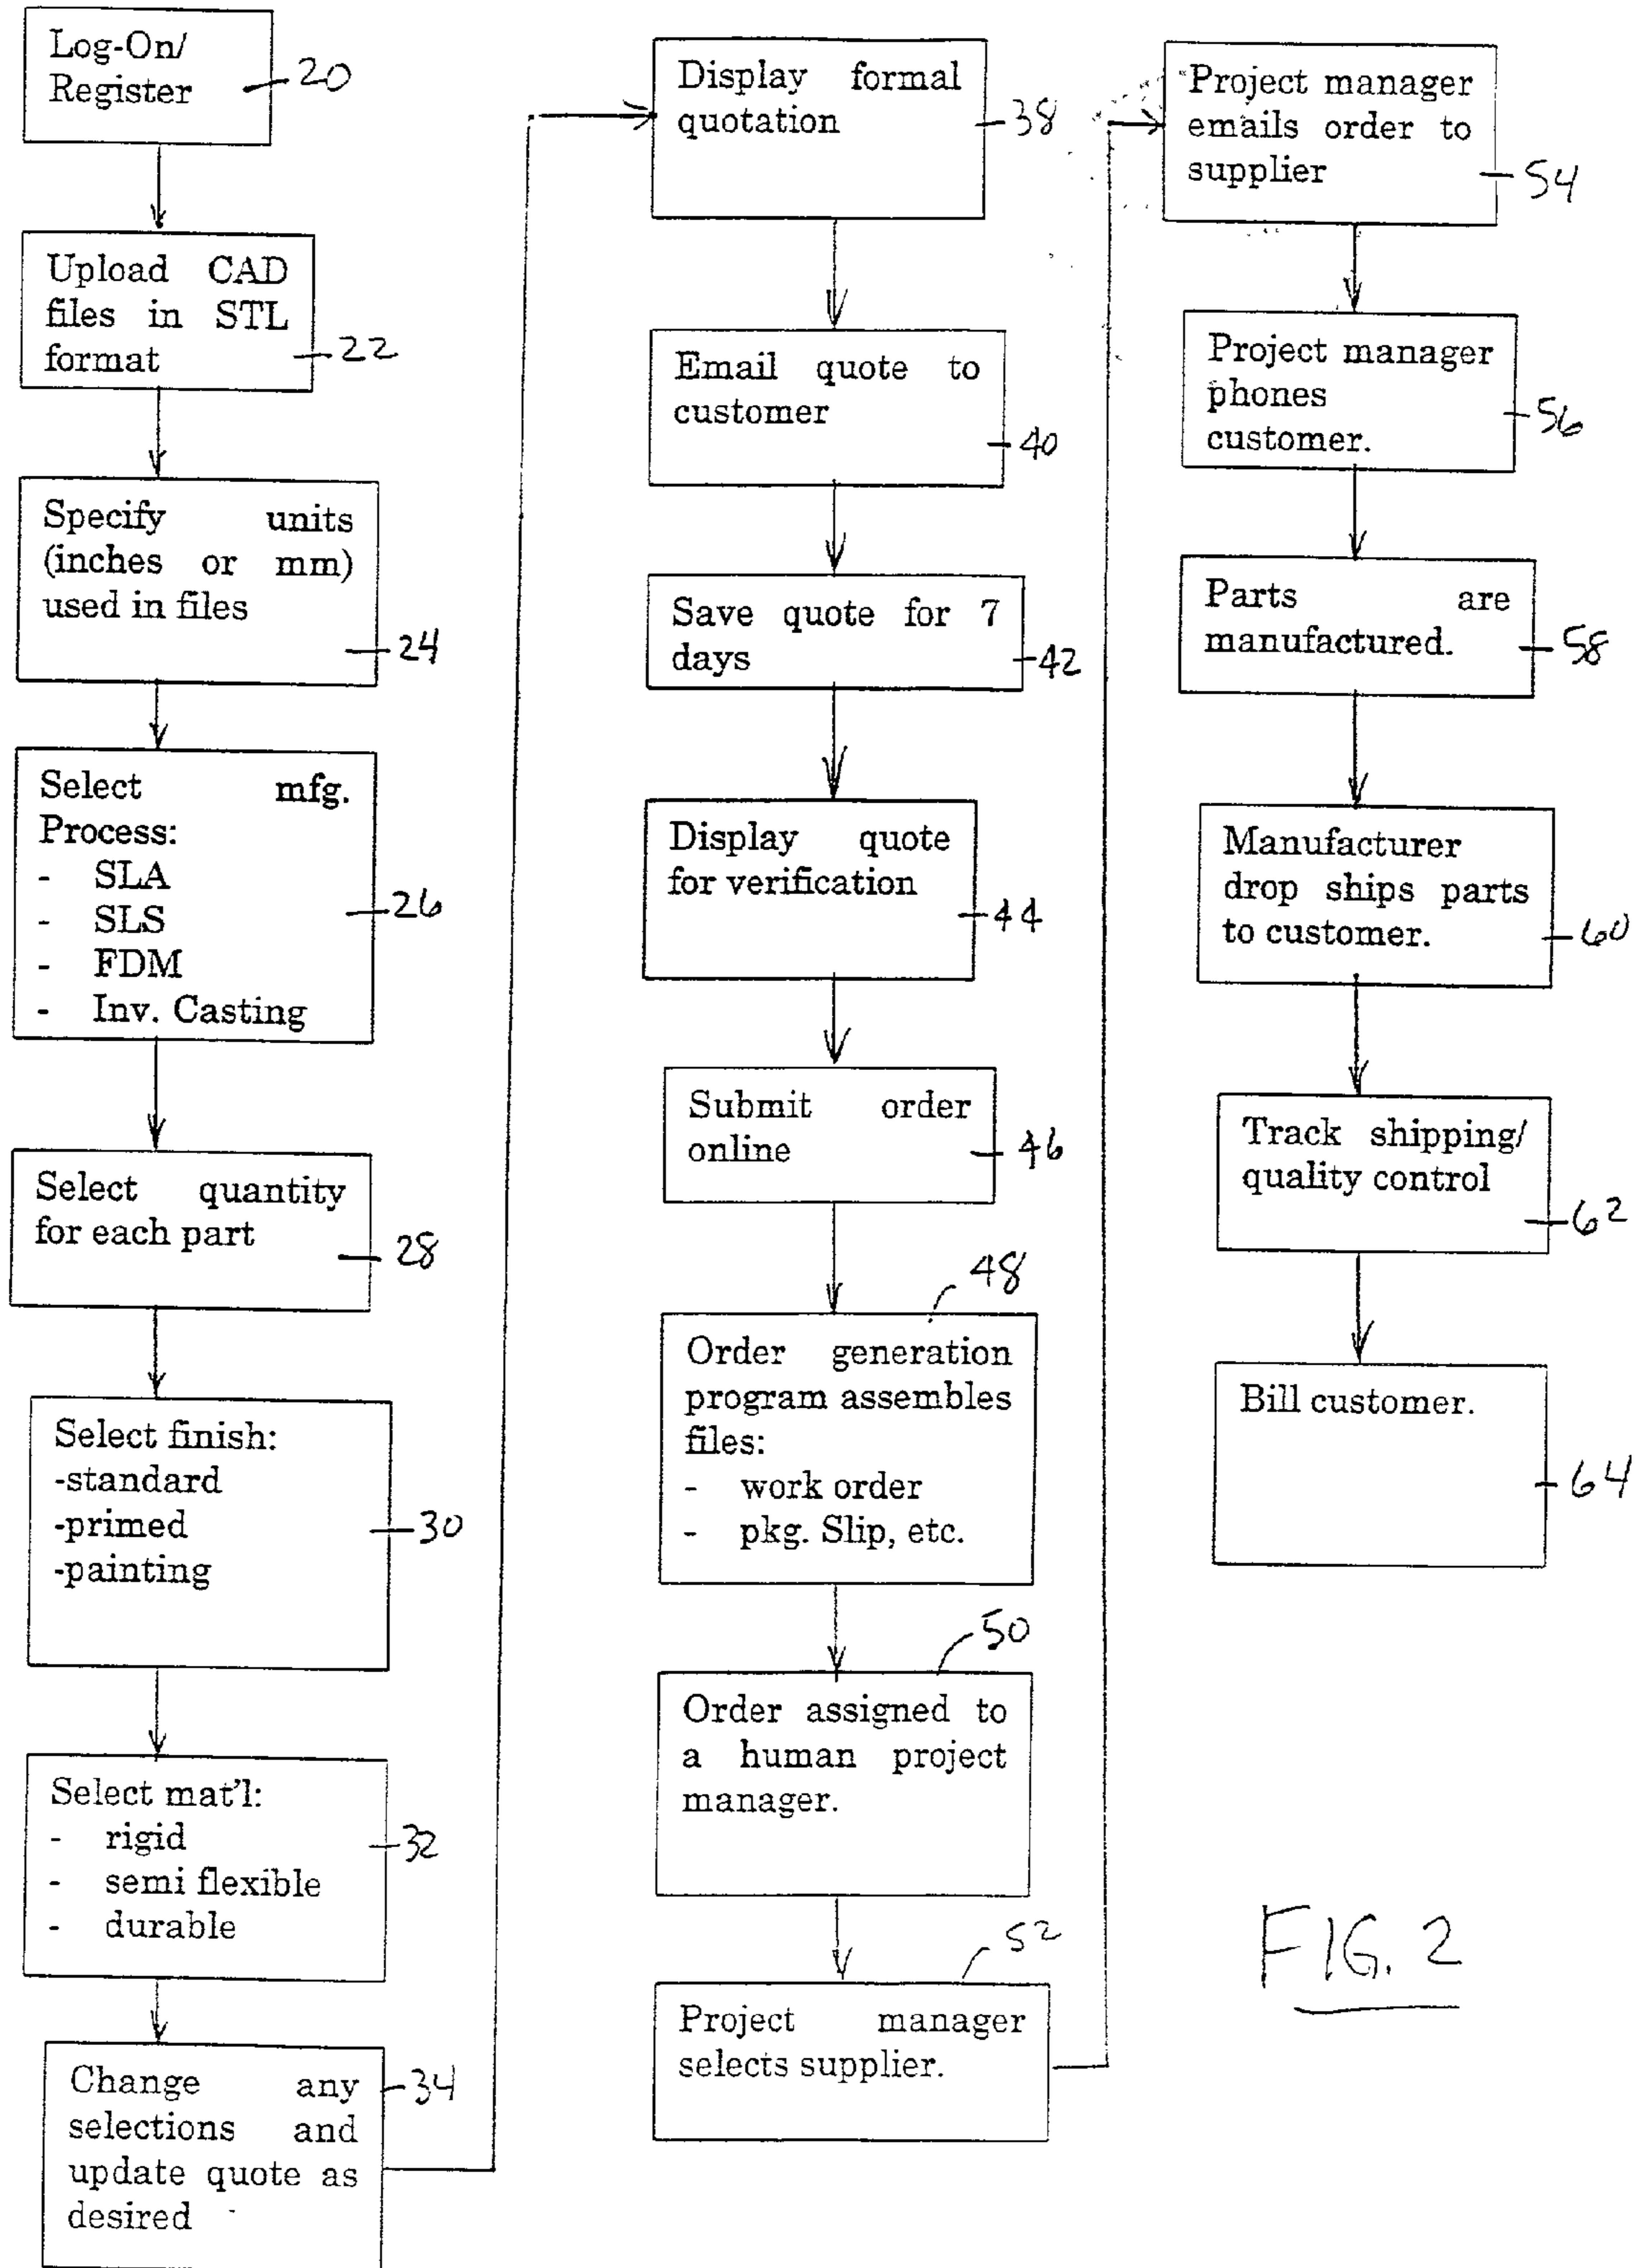 Log-On/
Register
20
Upload CAD
files in STL
format
22
Specify units
(inches or mm)
used in files
24
Select mfg.
Process:
- SLA
- SLS
- FDM
- Inv. Casting
26
Select quantity
for each part
28
Select finish:
-standard
-primed
-painting
30
Select mat'l:
- rigid
- semi flexible
- durable
32
Change any
selections and
update quote as
desired
34
Display formal
quotation
38
Email quote to
customer
40
Save quote for 7
days
42
Display quote
for verification
44
Submit order
online
46
48
Order generation
program assembles
files:
- work order
- pkg. Slip, etc.
50
Order assigned to
a human project
manager.
52
Project manager
selects supplier.
Project manager
emails order to
supplier
54
Project manager
phones
customer.
56
Parts are
manufactured.
58
Manufacturer
drop ships parts
to customer.
60
Track shipping/
quality control
62
Bill customer.
64
FIG. 2